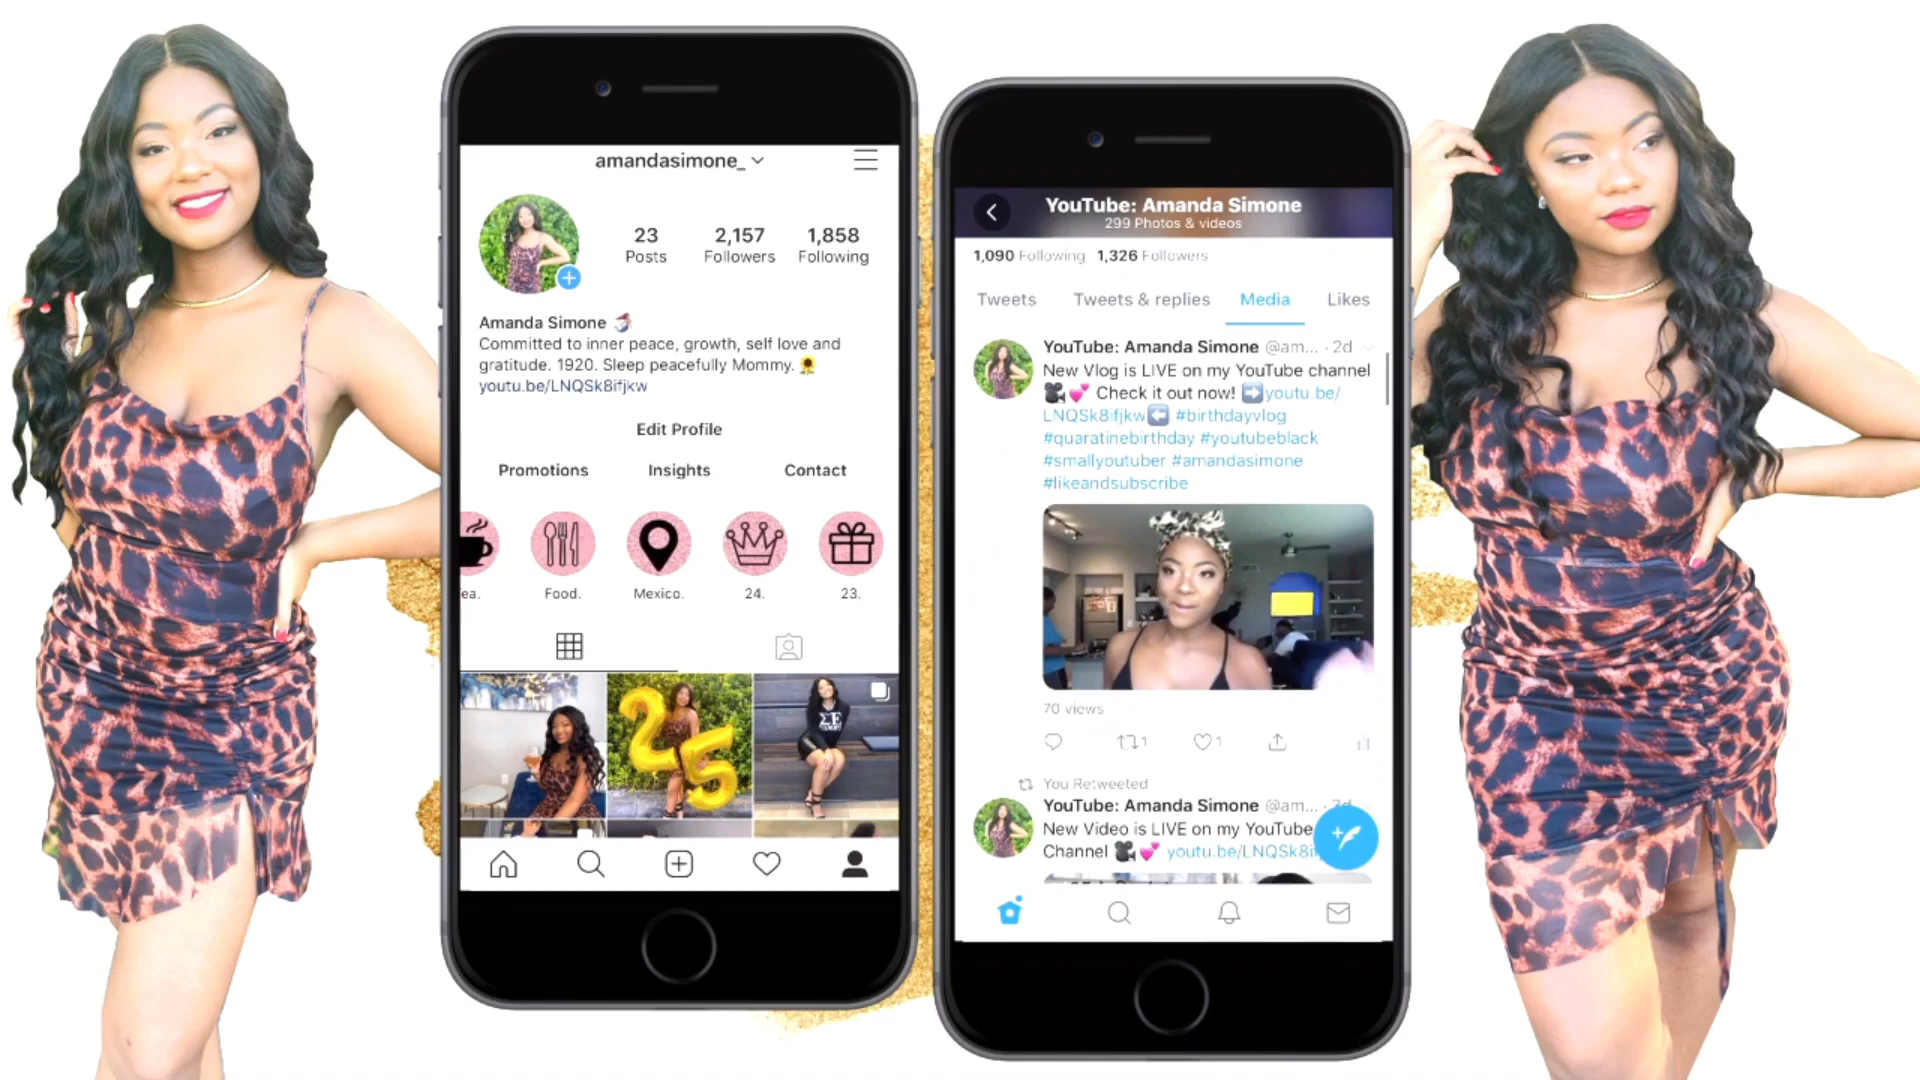 amandasimone_
23
Posts
2,157
Followers
1,858
Following
Amanda Simone
Committed to inner peace, growth, self love and
gratitude. 1920. Sleep peacefully Mommy. 🌻
youtu.be/LNQSk8ifjkw
Edit Profile
Promotions
Insights
Contact
ea.
Food.
Mexico.
24.
23.
25
ΣE
YouTube: Amanda Simone
299 Photos & videos
1,090 Following 1,326 Followers
Tweets
Tweets & replies
Media
Likes
YouTube: Amanda Simone @am... · 2d
New Vlog is LIVE on my YouTube channel
🎥💕 Check it out now! ➡️youtu.be/
LNQSk8ifjkw⬅️ #birthdayvlog
#quaratinebirthday #youtubeblack
#smallyoutuber #amandasimone
#likeandsubscribe
70 views
1
1
You Retweeted
YouTube: Amanda Simone @am... · 3d
New Video is LIVE on my YouTube
Channel 🎥💕 youtu.be/LNQSk8i